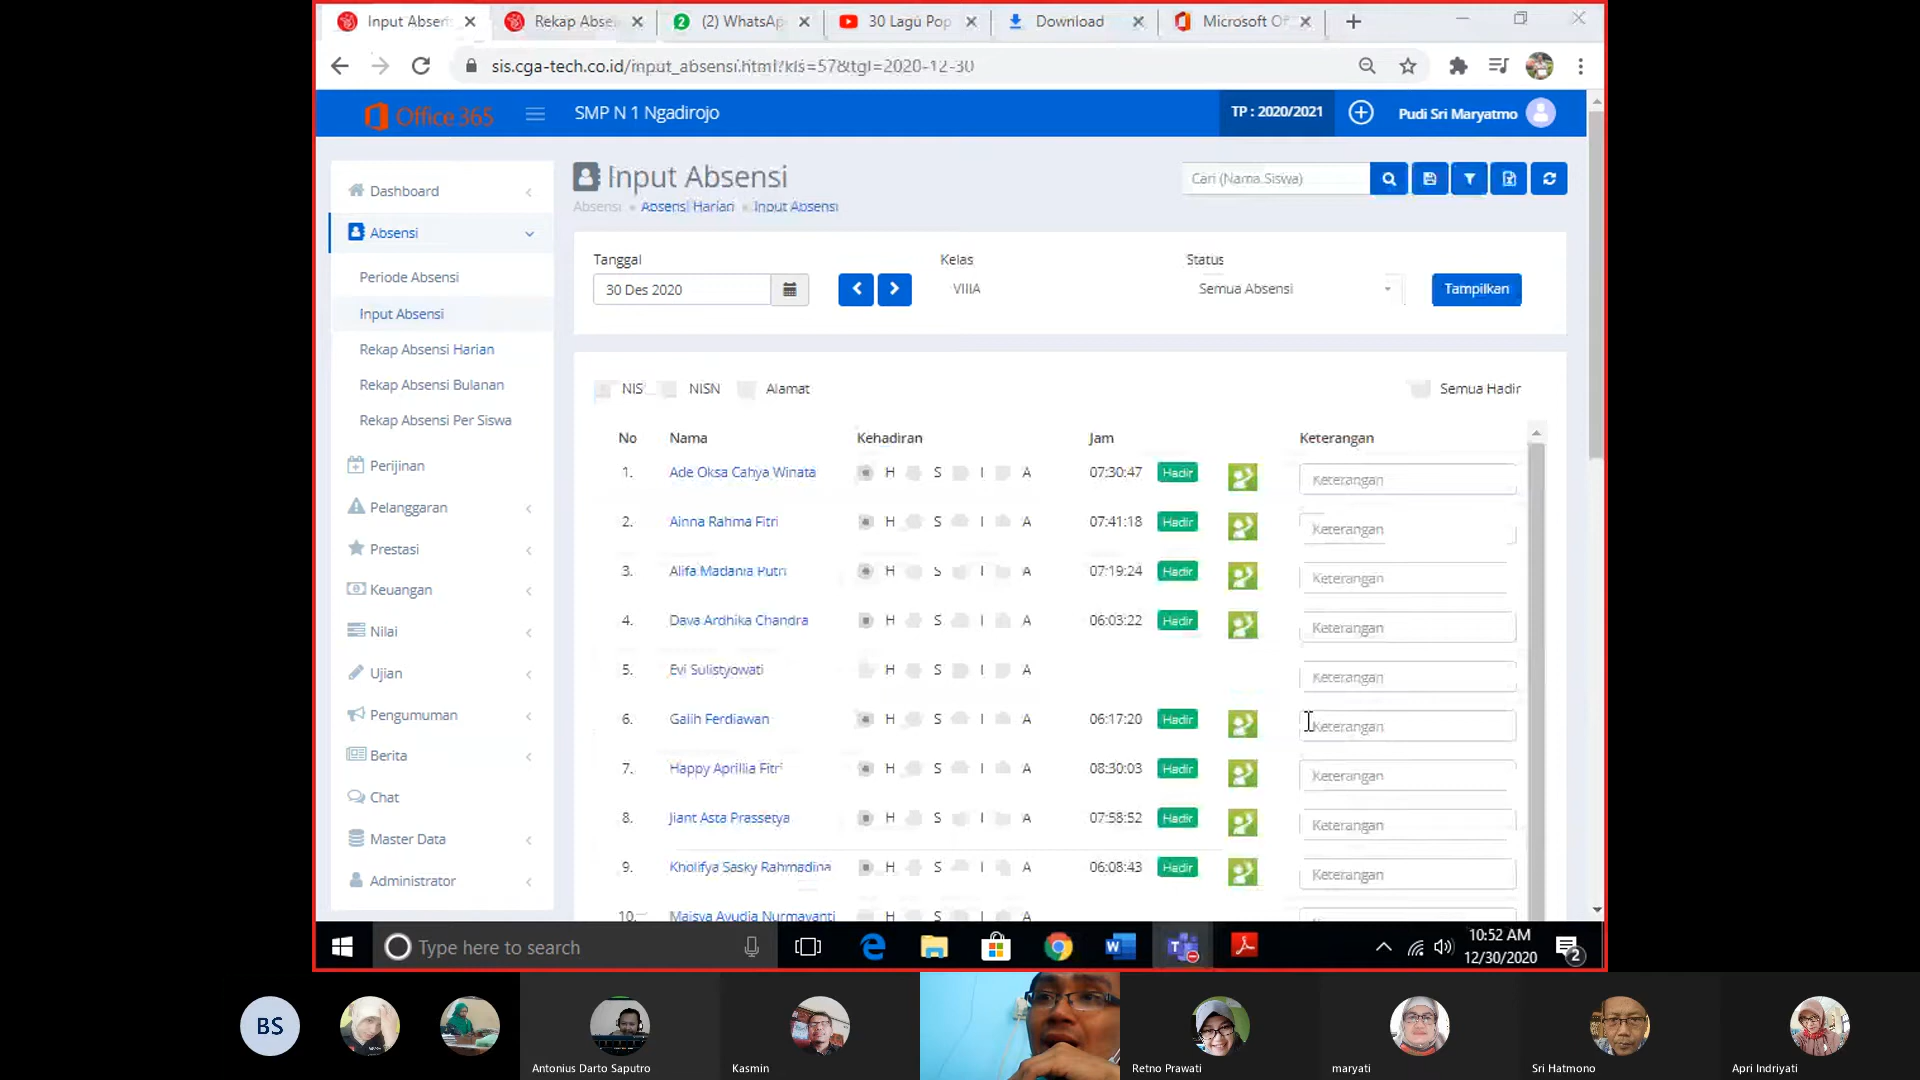 Input Absen
Rekap Abse
(2) WhatsAp
30 Lagu Pop
Download
Microsoft Of
sis.cga-tech.co.id/input_absensi.html?kls=57&tgl=2020-12-30
Office 365
SMP N 1 Ngadirojo
TP : 2020/2021
Pudi Sri Maryatmo
Dashboard
Absensi
Periode Absensi
Input Absensi
Rekap Absensi Harian
Rekap Absensi Bulanan
Rekap Absensi Per Siswa
Perijinan
Pelanggaran
Prestasi
Keuangan
Nilai
Ujian
Pengumuman
Berita
Chat
Master Data
Administrator
Input Absensi
Absensi Absensi Harian Input Absensi
Cari (Nama Siswa)
Tanggal
30 Des 2020
Kelas
VIIIA
Status
Semua Absensi
Tampilkan
NIS NISN Alamat Semua Hadir
No Nama Kehadiran Jam Keterangan
1. Ade Oksa Cahya Winata H S I A 07:30:47 Hadir Keterangan
2. Ainna Rahma Fitri H S I A 07:41:18 Hadir Keterangan
3. Alifa Madania Putri H S I A 07:19:24 Hadir Keterangan
4. Dava Ardhika Chandra H S I A 06:03:22 Hadir Keterangan
5. Evi Sulistyowati H S I A Keterangan
6. Galih Ferdiawan H S I A 06:17:20 Hadir Keterangan
7. Happy Aprillia Fitri H S I A 08:30:03 Hadir Keterangan
8. Jiant Asta Prassetya H S I A 07:58:52 Hadir Keterangan
9. Kholifya Sasky Rahmadina H S I A 06:08:43 Hadir Keterangan
10. Maisya Ayudia Nurmayanti H S I A
Type here to search
10:52 AM
12/30/2020
2
BS
Antonius Darto Saputro
Kasmin
Retno Prawati
maryati
Sri Hatmono
Apri Indriyati